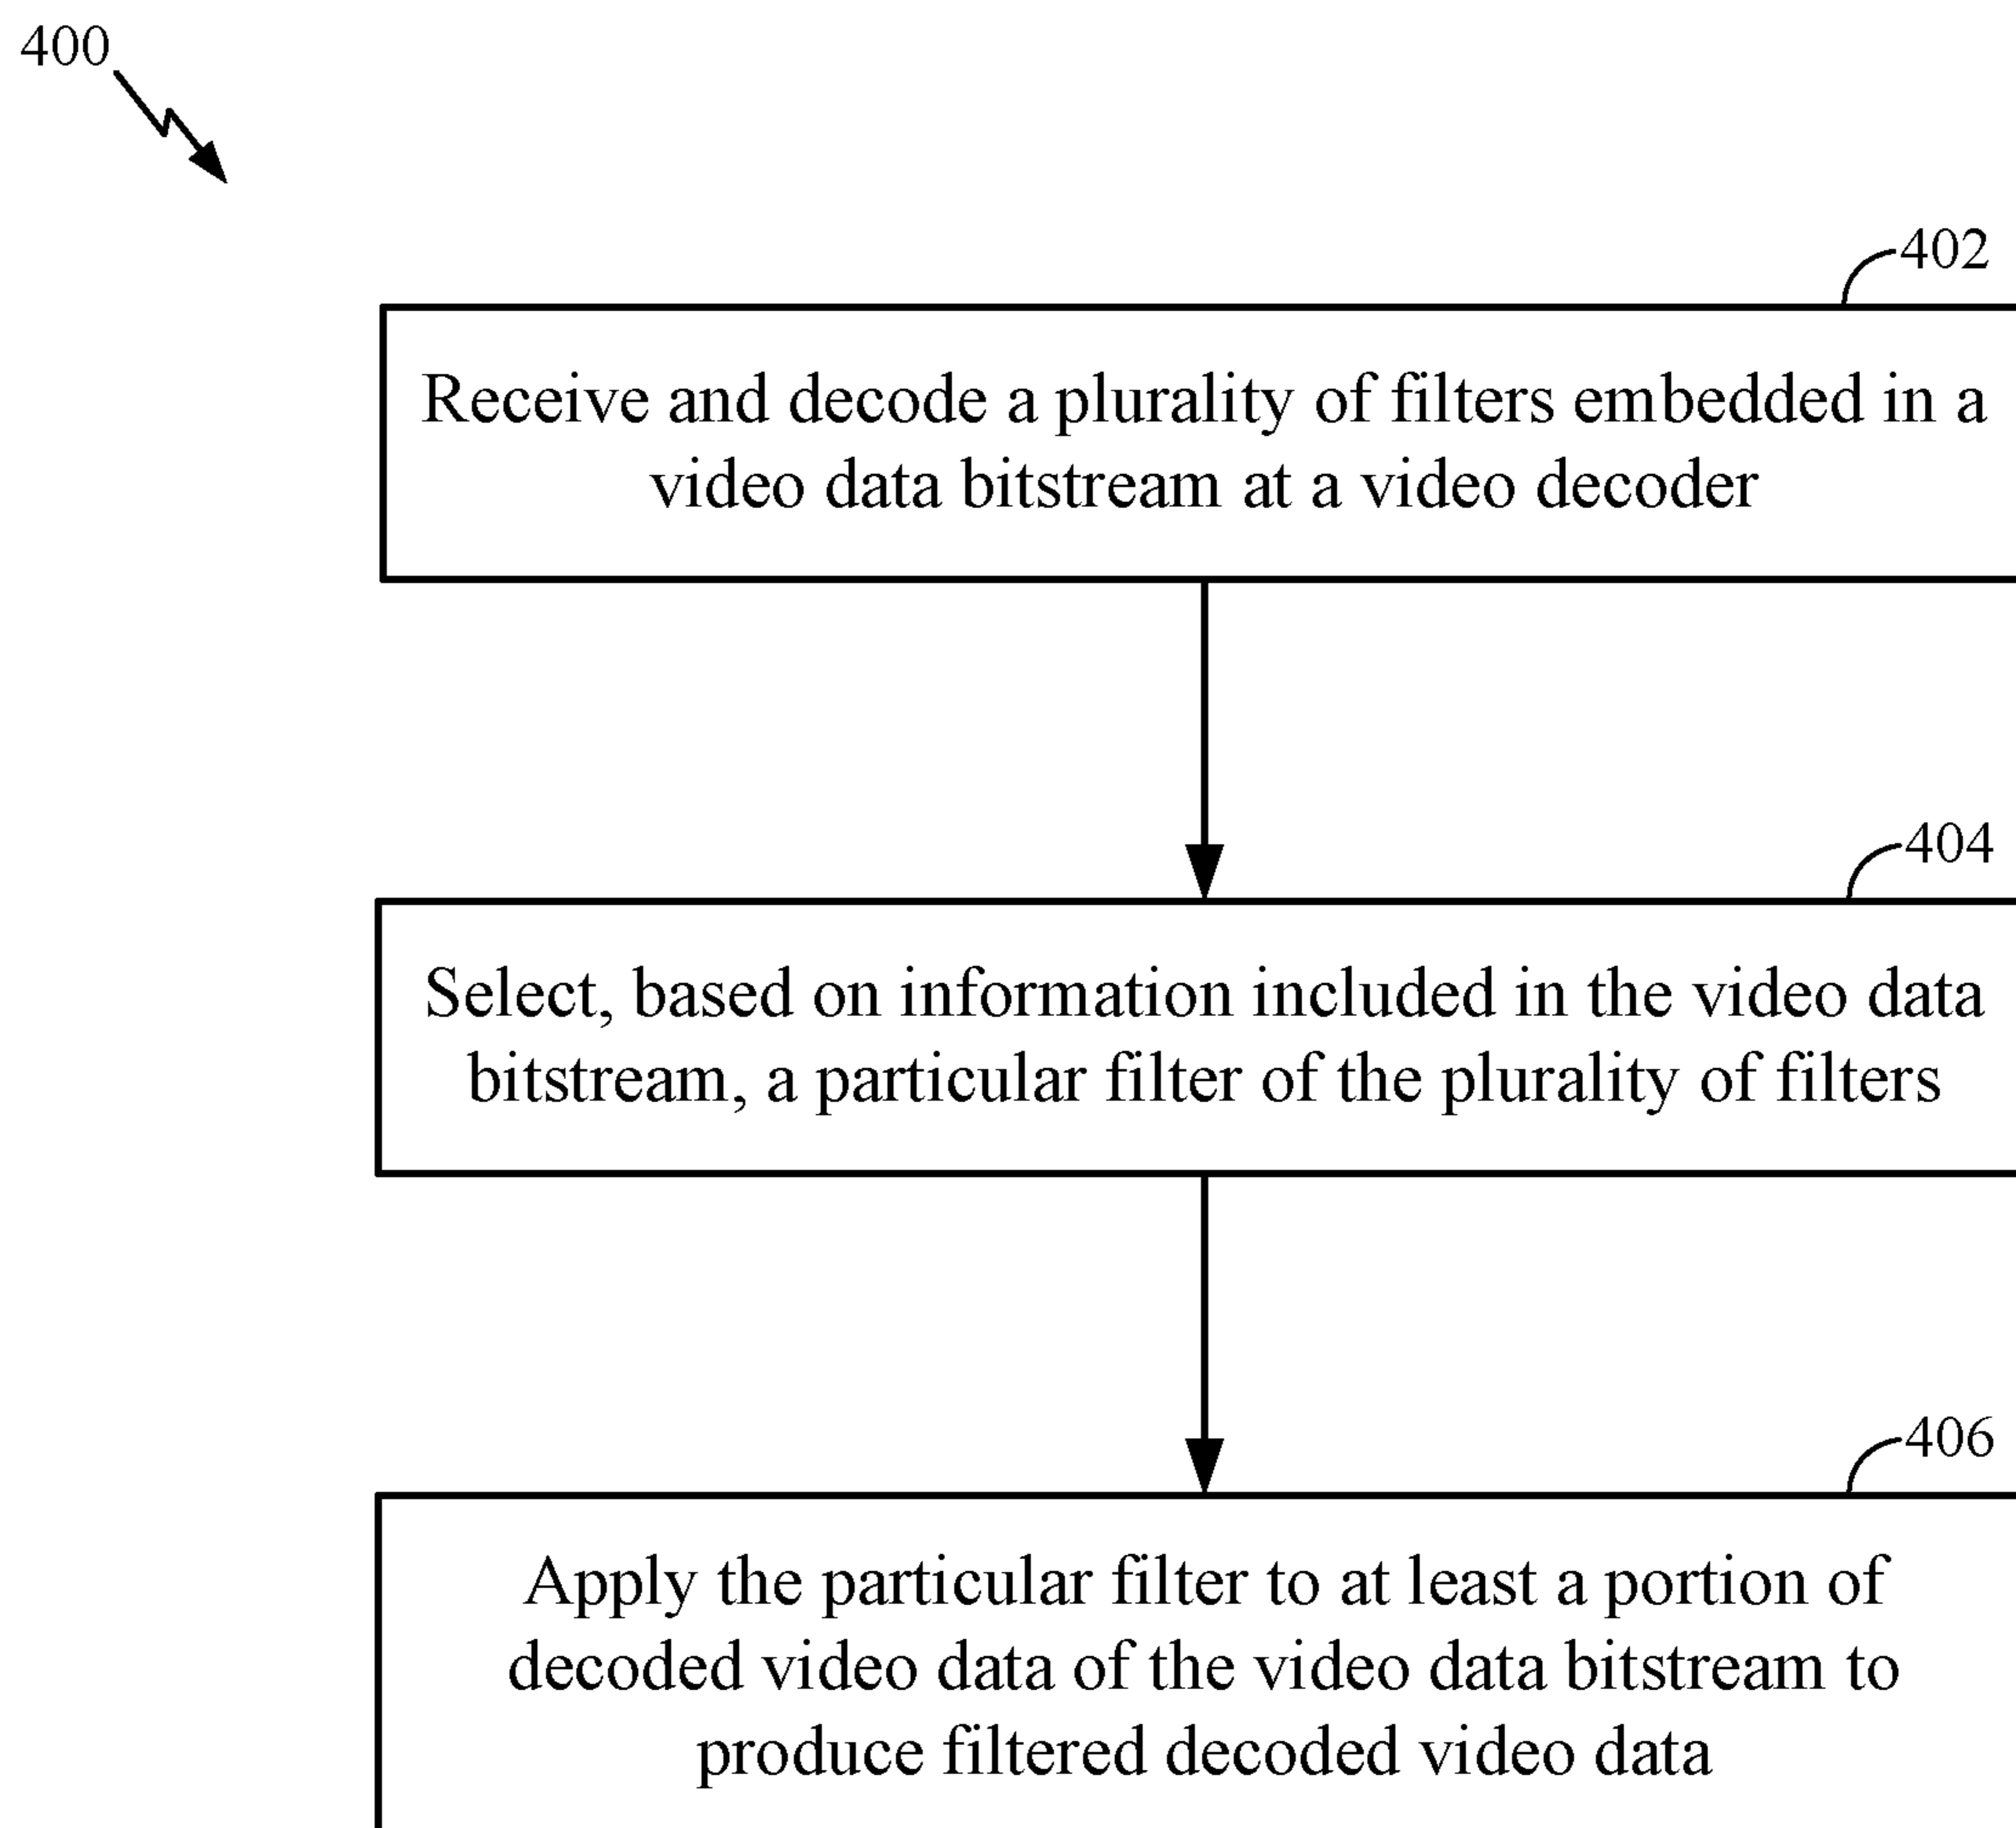 400
402
Receive and decode a plurality of filters embedded in a
video data bitstream at a video decoder
404
Select, based on information included in the video data
bitstream, a particular filter of the plurality of filters
406
Apply the particular filter to at least a portion of
decoded video data of the video data bitstream to
produce filtered decoded video data